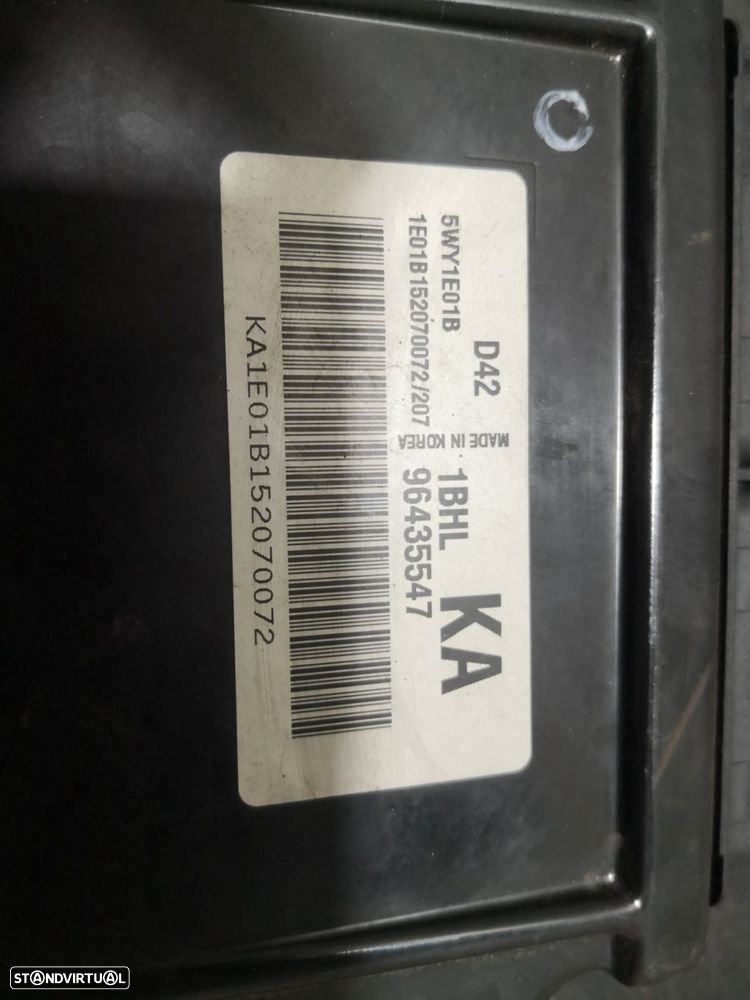 D42
5WY1E01B
1E01B152070072/207
MADE IN KOREA
KA
1BHL
96435547
KA1E01B152070072
STANDVIRTUAL